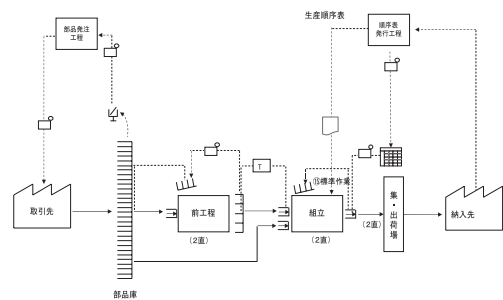 生産順序表
部品発注
工程
順序表
発行工程
T
⑪標準作業
取引先
前工程
組立
集・出荷場
納入先
(2直)
(2直)
(2直)
部品庫